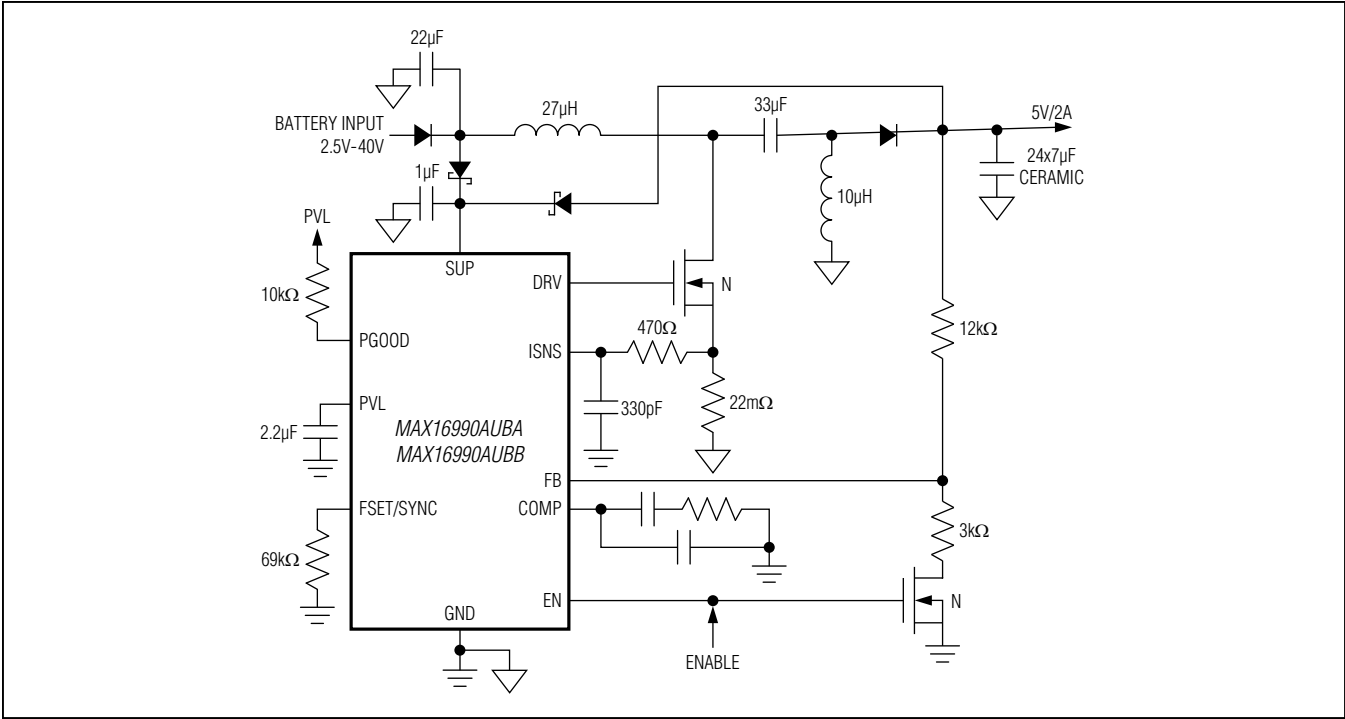 22µF
BATTERY INPUT
2.5V-40V
27µH
33µF
5V/2A
24x7µF
CERAMIC
1µF
10µH
PVL
SUP
DRV
N
10kΩ
PGOOD
470Ω
ISNS
12kΩ
PVL
330pF
22mΩ
2.2µF
MAX16990AUBA
MAX16990AUBB
FB
FSET/SYNC
COMP
3kΩ
69kΩ
EN
N
GND
ENABLE